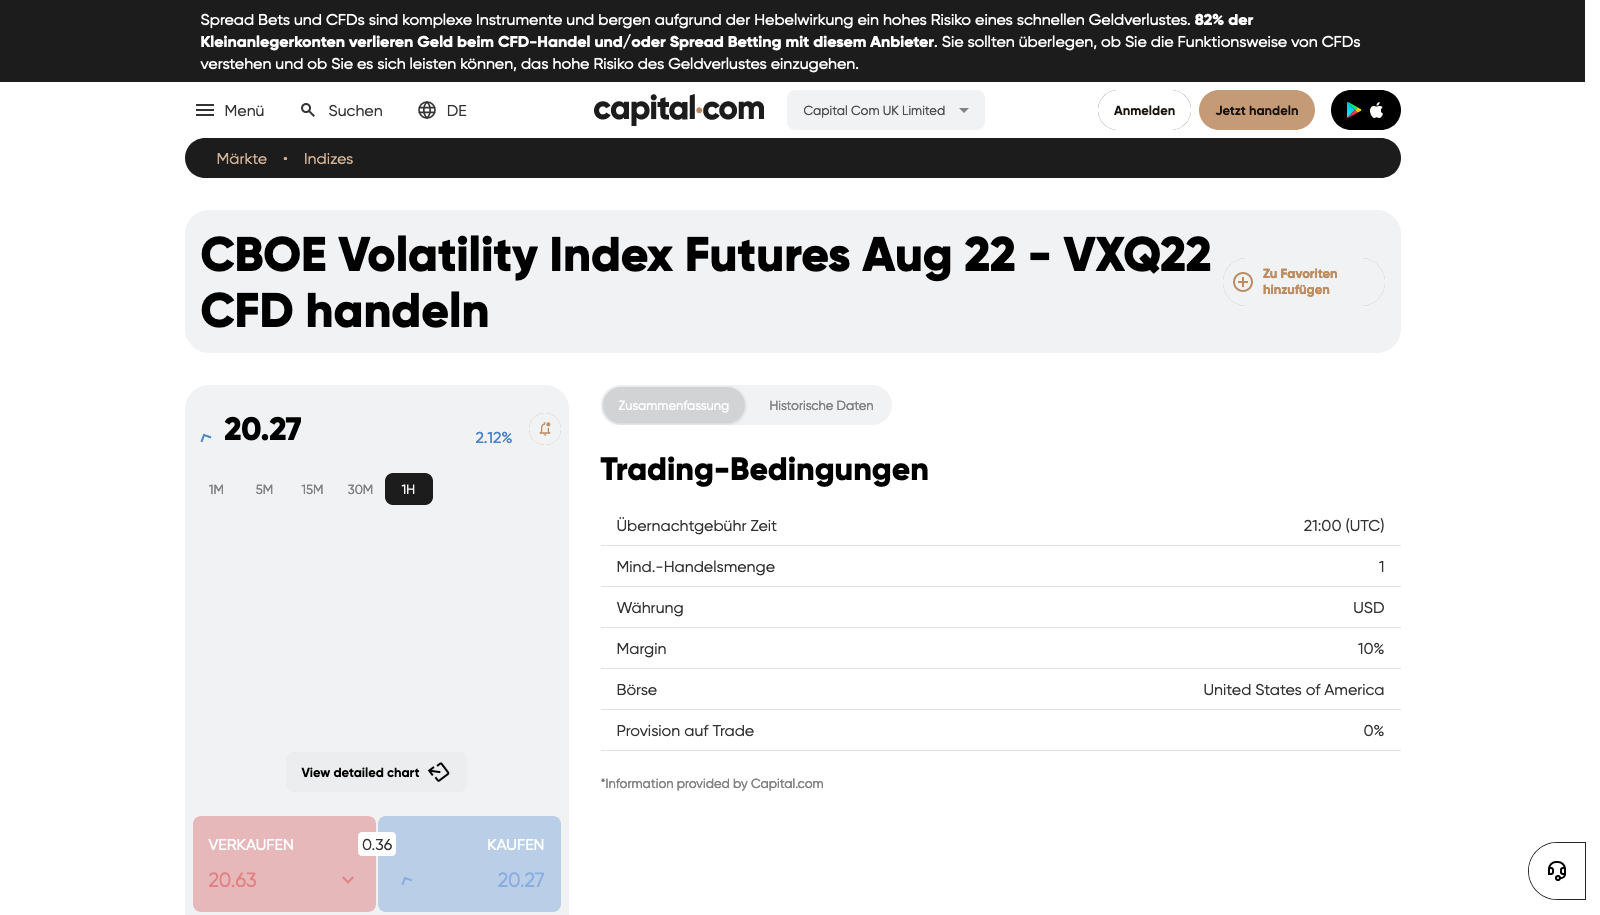 Spread Bets und CFDs sind komplexe Instrumente und bergen aufgrund der Hebelwirkung ein hohes Risiko eines schnellen Geldverlustes. 82% der
Kleinanlegerkonten verlieren Geld beim CFD-Handel und/oder Spread Betting mit diesem Anbieter. Sie sollten überlegen, ob Sie die Funktionsweise von CFDs
verstehen und ob Sie es sich leisten können, das hohe Risiko des Geldverlustes einzugehen.
Menü Suchen DE capital.com Capital Com UK Limited Anmelden Jetzt handeln
Märkte • Indizes
CBOE Volatility Index Futures Aug 22 - VXQ22
CFD handeln
Zu Favoriten
hinzufügen
20.27 2.12%
1M 5M 15M 30M 1H
View detailed chart
VERKAUFEN 0.36 KAUFEN
20.63 20.27
Zusammenfassung Historische Daten
Trading-Bedingungen
Übernachtgebühr Zeit 21:00 (UTC)
Mind.-Handelsmenge 1
Währung USD
Margin 10%
Börse United States of America
Provision auf Trade 0%
*Information provided by Capital.com